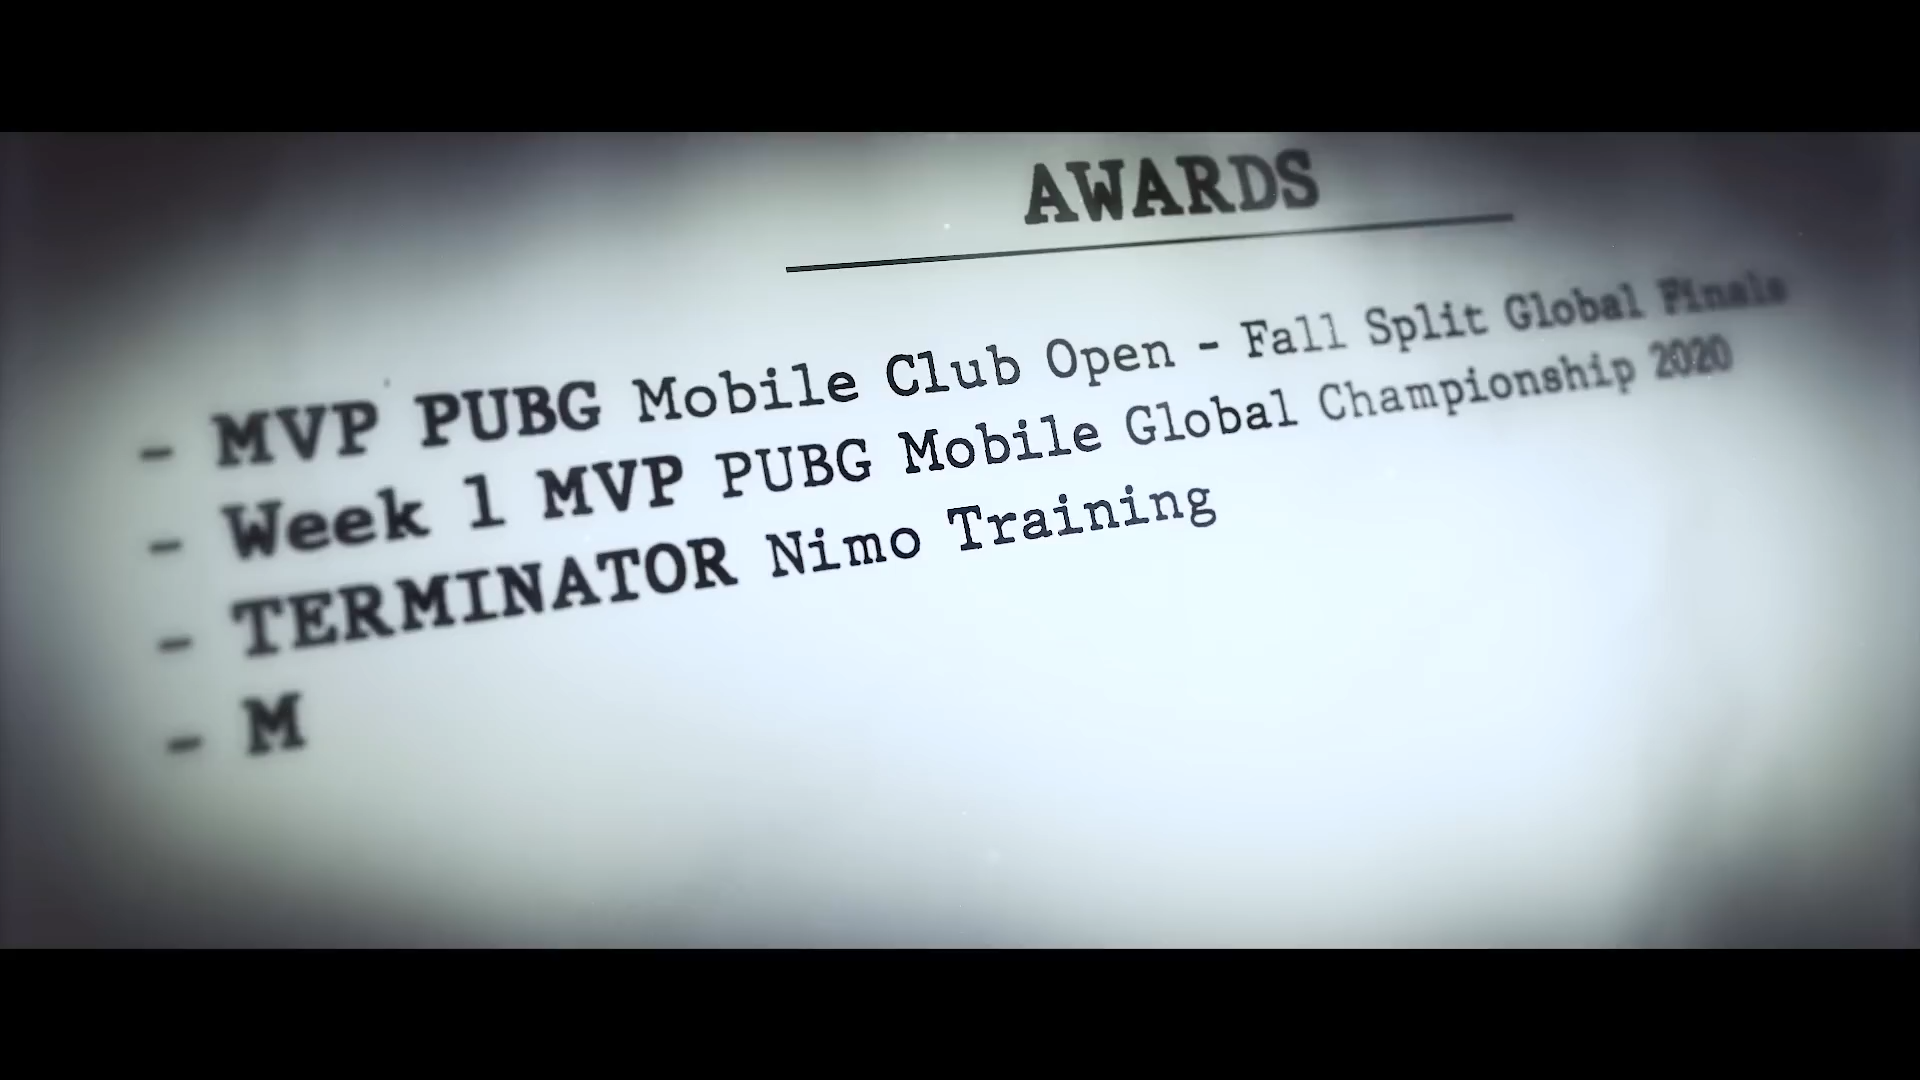 AWARDS
- MVP PUBG Mobile Club Open - Fall Split Global Finals
- Week 1 MVP PUBG Mobile Global Championship 2020
- TERMINATOR Nimo Training
- M